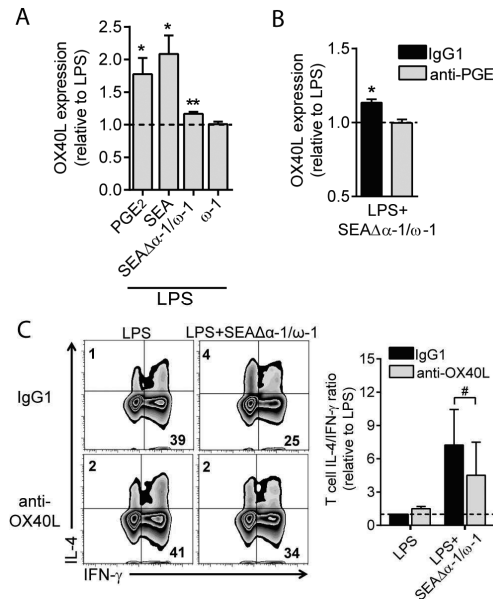 A
OX40L expression
(relative to LPS)
2.5
2.0
1.5
1.0
0.5
0.0
*
*
**
PGE2
SEA
SEAΔα-1/ω-1
ω-1
LPS
B
IgG1
anti-PGE
OX40L expression
(relative to LPS)
1.5
1.0
0.5
*
LPS+
SEAΔα-1/ω-1
C
LPS
LPS+SEAΔα-1/ω-1
IgG1
1
39
4
25
anti-
OX40L
2
41
2
34
IL-4
IFN-γ
IgG1
anti-OX40L
T cell IL-4/IFN-γ ratio
(relative to LPS)
15
12
9
6
3
0
#
LPS
LPS+
SEAΔα-1/ω-1